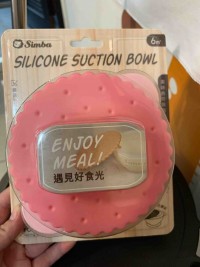 Simba
6M+
SILICONE SUCTION BOWL
ENJOY
MEAL!
遇見好食光